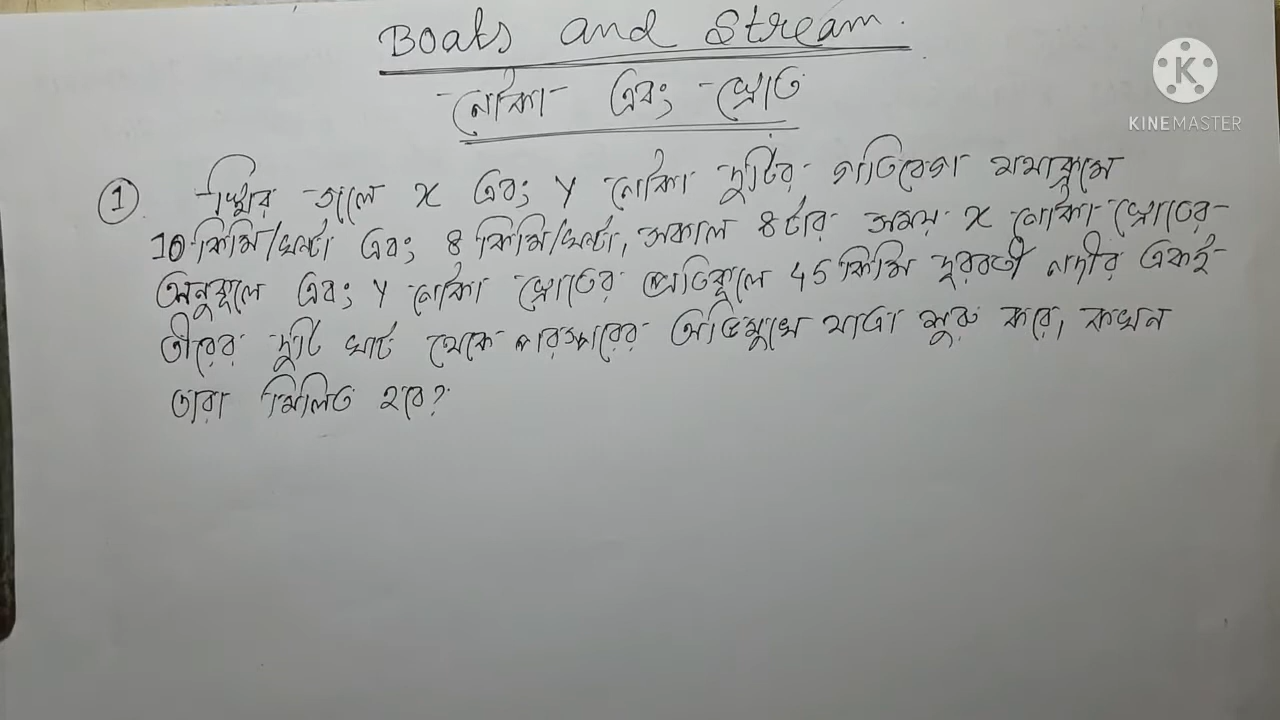 Boats and Stream.
নৌকা এবং স্রোত
K
KINEMASTER
① স্থির জলে x এবং y নৌকা দুটির গতিবেগ যথাক্রমে
10 কিমি/ঘন্টা এবং 8 কিমি/ঘন্টা, সকাল ৪টার সময় x নৌকা স্রোতের
অনুকূলে এবং y নৌকা স্রোতের প্রতিকূলে 45 কিমি দূরবর্তী নদীর একই
তীরের দুটি ঘাট থেকে পরস্পরের অভিমুখে যাত্রা শুরু করে, কখন
তারা মিলিত হবে?